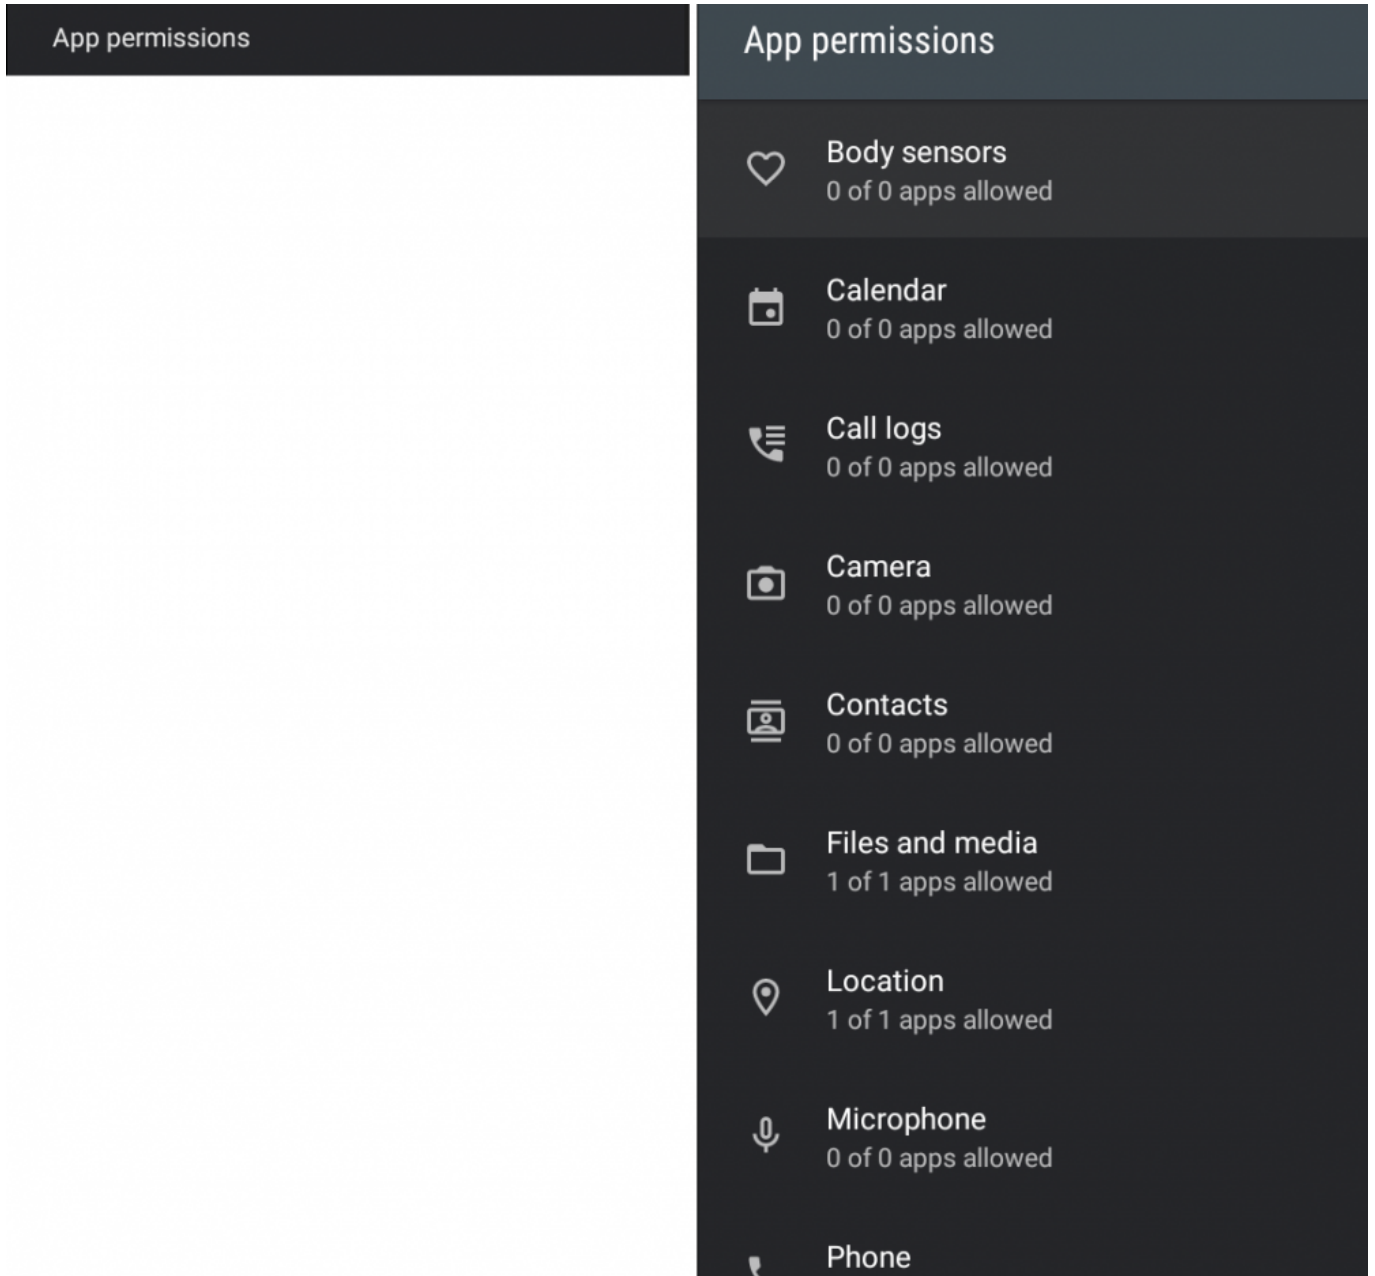 App permissions
App permissions
Body sensors
0 of 0 apps allowed
Calendar
0 of 0 apps allowed
Call logs
0 of 0 apps allowed
Camera
0 of 0 apps allowed
Contacts
0 of 0 apps allowed
Files and media
1 of 1 apps allowed
Location
1 of 1 apps allowed
Microphone
0 of 0 apps allowed
Phone